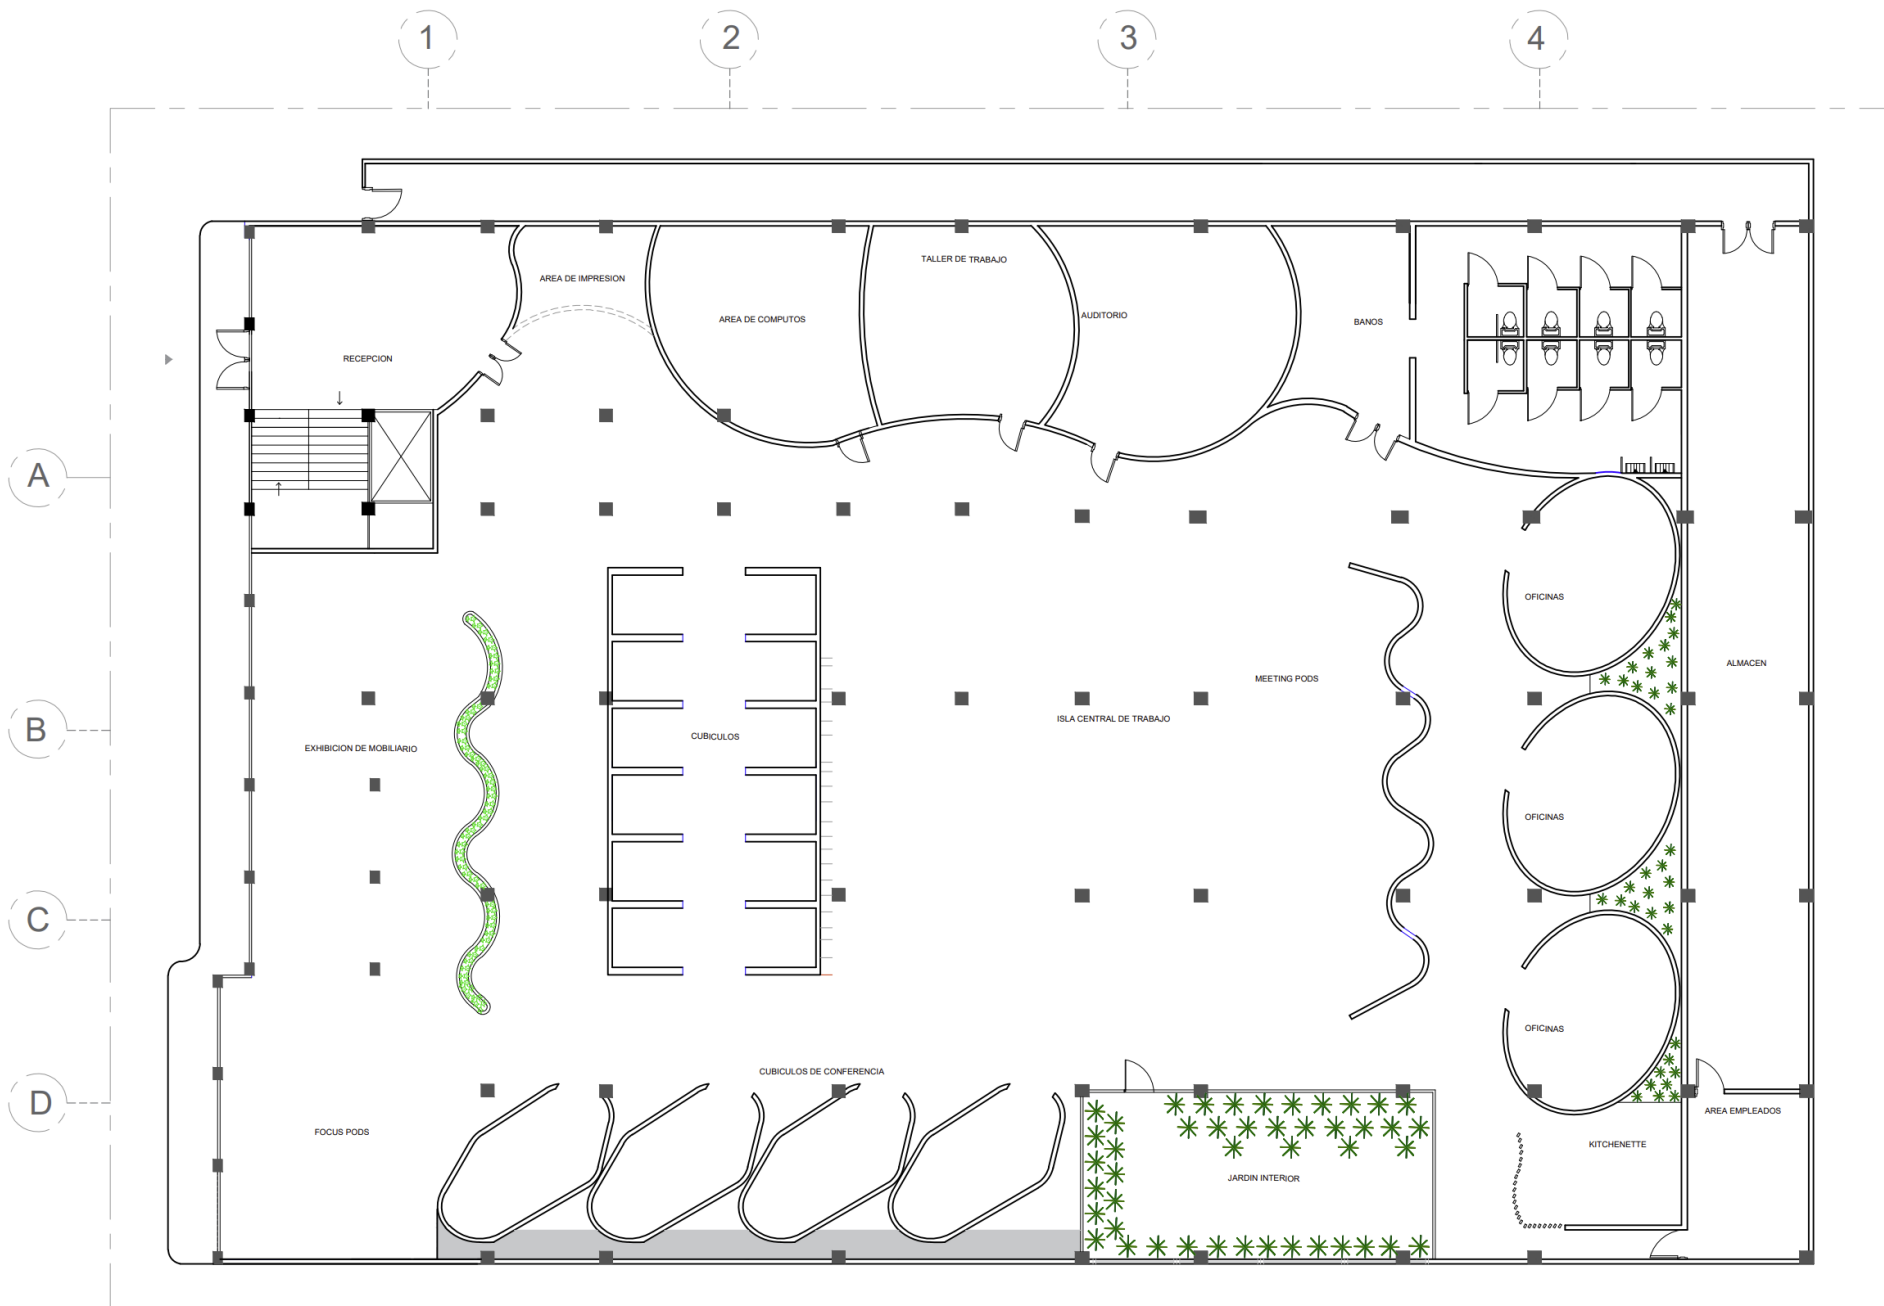 1
2
3
4
A
B
C
D
TALLER DE TRABAJO
AREA DE IMPRESION
AREA DE COMPUTOS
AUDITORIO
BANOS
RECEPCION
OFICINAS
ALMACEN
MEETING PODS
ISLA CENTRAL DE TRABAJO
CUBICULOS
EXHIBICION DE MOBILIARIO
OFICINAS
OFICINAS
CUBICULOS DE CONFERENCIA
AREA EMPLEADOS
FOCUS PODS
KITCHENETTE
JARDIN INTERIOR